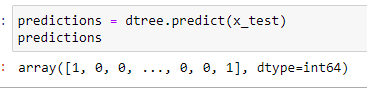 : predictions = dtree.predict(x_test)
predictions
: array([1, 0, 0, ..., 0, 0, 1], dtype=int64)